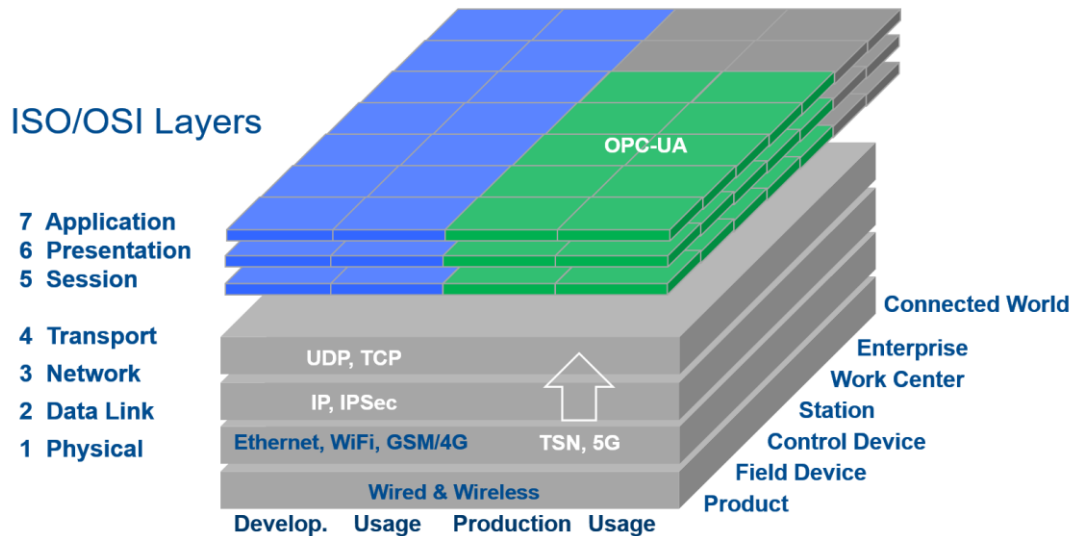 ISO/OSI Layers
OPC-UA
7 Application
6 Presentation
5 Session
4 Transport
3 Network
2 Data Link
1 Physical
UDP, TCP
IP, IPSec
Ethernet, WiFi, GSM/4G
TSN, 5G
Wired & Wireless
Develop. Usage Production Usage
Connected World
Enterprise
Work Center
Station
Control Device
Field Device
Product